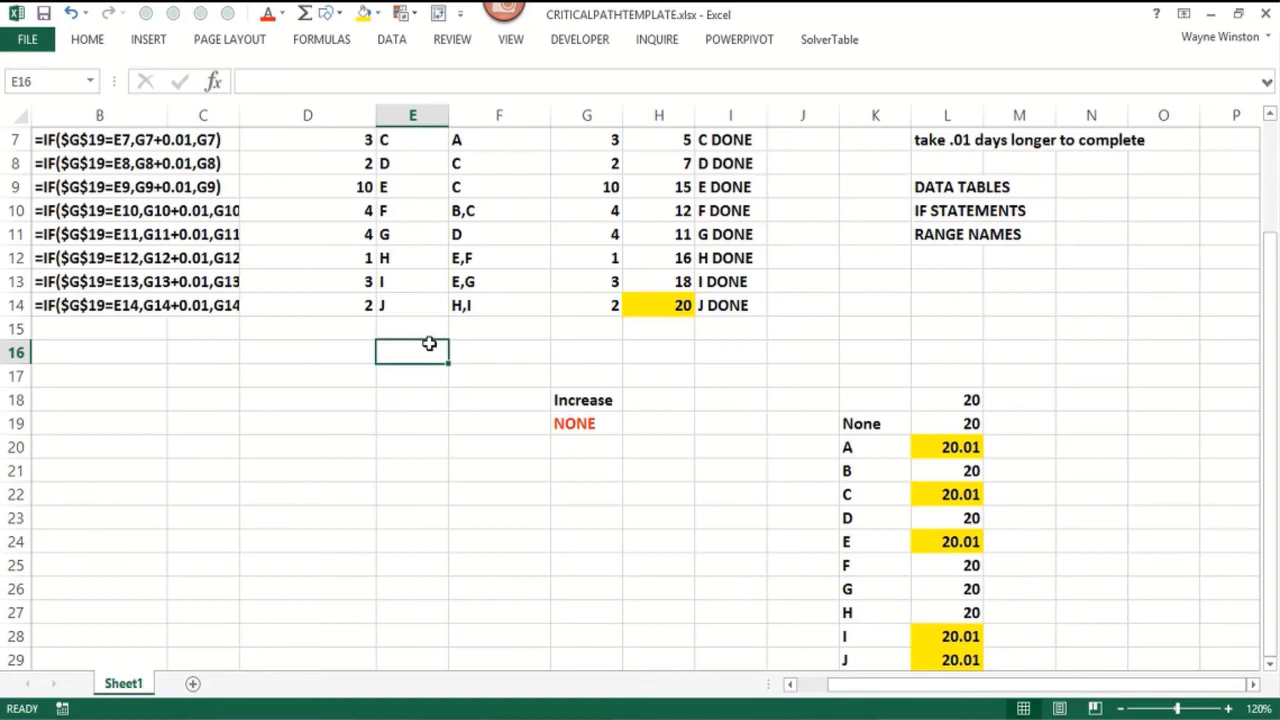 CRITICALPATHTEMPLATE.xlsx - Excel
FILE HOME INSERT PAGE LAYOUT FORMULAS DATA REVIEW VIEW DEVELOPER INQUIRE POWERPIVOT SolverTable Wayne Winston
E16 fx
B C D E F G H I J K L M N O P
7 =IF($G$19=E7,G7+0.01,G7) 3 C A 3 5 C DONE take .01 days longer to complete
8 =IF($G$19=E8,G8+0.01,G8) 2 D C 2 7 D DONE
9 =IF($G$19=E9,G9+0.01,G9) 10 E C 10 15 E DONE DATA TABLES
10 =IF($G$19=E10,G10+0.01,G10 4 F B,C 4 12 F DONE IF STATEMENTS
11 =IF($G$19=E11,G11+0.01,G11 4 G D 4 11 G DONE RANGE NAMES
12 =IF($G$19=E12,G12+0.01,G12 1 H E,F 1 16 H DONE
13 =IF($G$19=E13,G13+0.01,G13 3 I E,G 3 18 I DONE
14 =IF($G$19=E14,G14+0.01,G14 2 J H,I 2 20 J DONE
15
16
17
18 Increase 20
19 NONE None 20
20 A 20.01
21 B 20
22 C 20.01
23 D 20
24 E 20.01
25 F 20
26 G 20
27 H 20
28 I 20.01
29 J 20.01
Sheet1
READY 120%